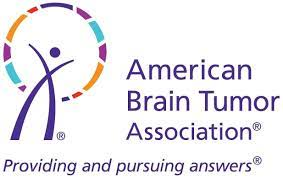 American
Brain Tumor
Association®
®
Providing and pursuing answers®